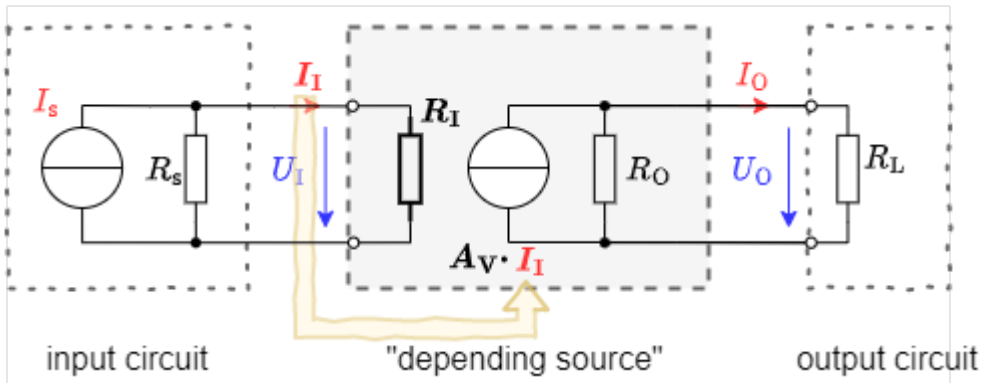 I_I I_O
I_s R_I
R_s U_I R_O U_O R_L
A_V · I_I
input circuit "depending source" output circuit